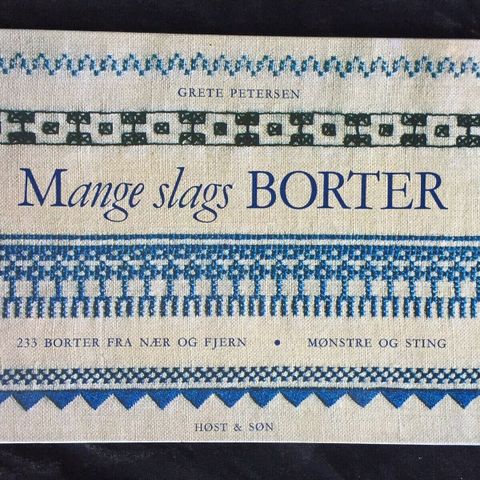 GRETE PETERSEN
Mange slags BORTER
233 BORTER FRA NÆR OG FJERN • MØNSTRE OG STING
HØST & SØN